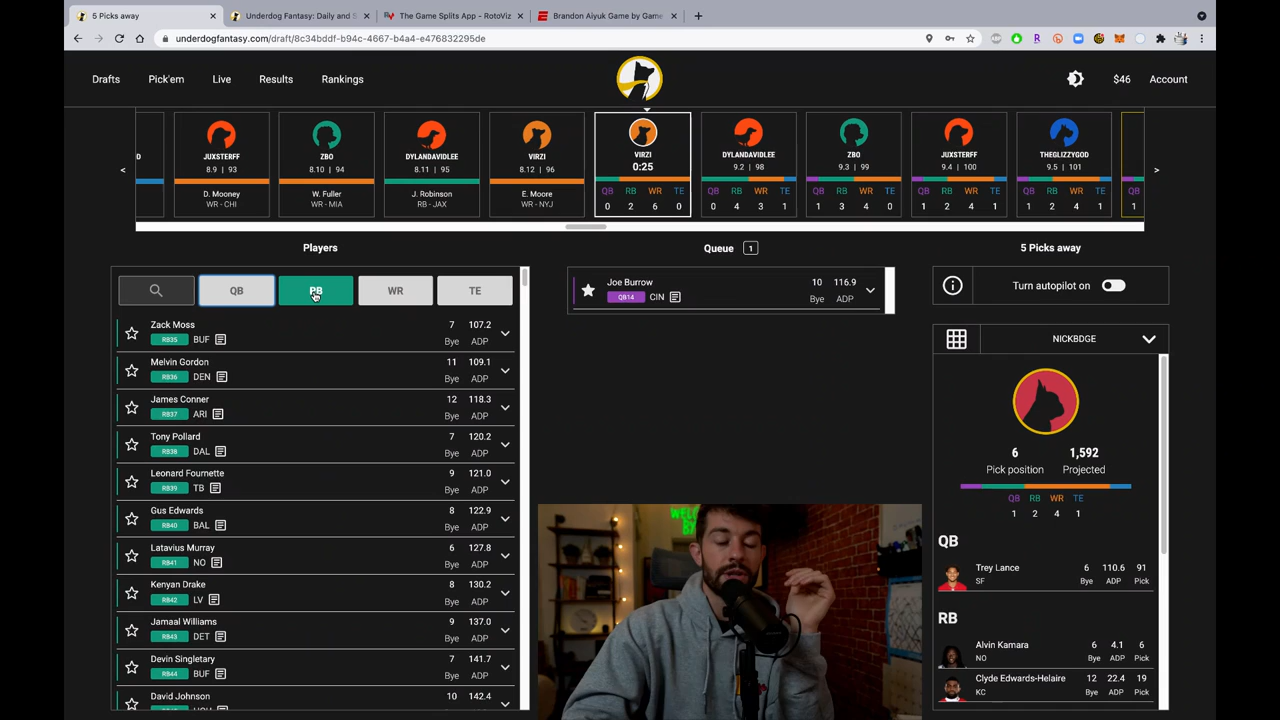 5 Picks away
Underdog Fantasy: Daily and S
The Game Splits App - RotoViz
Brandon Aiyuk Game by Game
underdogfantasy.com/draft/8c34bddf-b94c-4667-b4a4-e476832295de
Drafts Pick'em Live Results Rankings $46 Account
JUXSTERFF
8.9 | 93
D. Mooney
WR - CHI
ZBO
8.10 | 94
W. Fuller
WR - MIA
DYLANDAVIDLEE
8.11 | 95
J. Robinson
RB - JAX
VIRZI
8.12 | 96
E. Moore
WR - NYJ
VIRZI
0:25
QB RB WR TE
0 2 6 0
DYLANDAVIDLEE
9.2 | 98
QB RB WR TE
0 4 3 1
ZBO
9.3 | 99
QB RB WR TE
1 3 4 0
JUXSTERFF
9.4 | 100
QB RB WR TE
1 2 4 1
THEGLIZZYGOD
9.5 | 101
QB RB WR TE
1 2 4 1
QB
1
Players
QB RB WR TE
Zack Moss 7 107.2
RB35 BUF Bye ADP
Melvin Gordon 11 109.1
RB36 DEN Bye ADP
James Conner 12 118.3
RB37 ARI Bye ADP
Tony Pollard 7 120.2
RB38 DAL Bye ADP
Leonard Fournette 9 121.0
RB39 TB Bye ADP
Gus Edwards 8 122.9
RB40 BAL Bye ADP
Latavius Murray 6 127.8
RB41 NO Bye ADP
Kenyan Drake 8 130.2
RB42 LV Bye ADP
Jamaal Williams 9 137.0
RB43 DET Bye ADP
Devin Singletary 7 141.7
RB44 BUF Bye ADP
David Johnson 10 142.4
Queue 1
Joe Burrow 10 116.9
QB14 CIN Bye ADP
5 Picks away
Turn autopilot on
NICKBDGE
6 1,592
Pick position Projected
QB RB WR TE
1 2 4 1
QB
Trey Lance 6 110.6 91
SF Bye ADP Pick
RB
Alvin Kamara 6 4.1 6
NO Bye ADP Pick
Clyde Edwards-Helaire 12 22.4 19
KC Bye ADP Pick